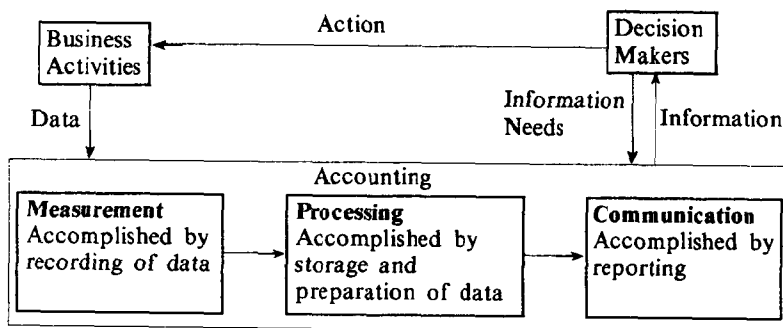 Action
Business
Activities
Decision
Makers
Data
Information
Needs
Information
Accounting
Measurement
Accomplished by
recording of data
Processing
Accomplished by
storage and
preparation of data
Communication
Accomplished by
reporting